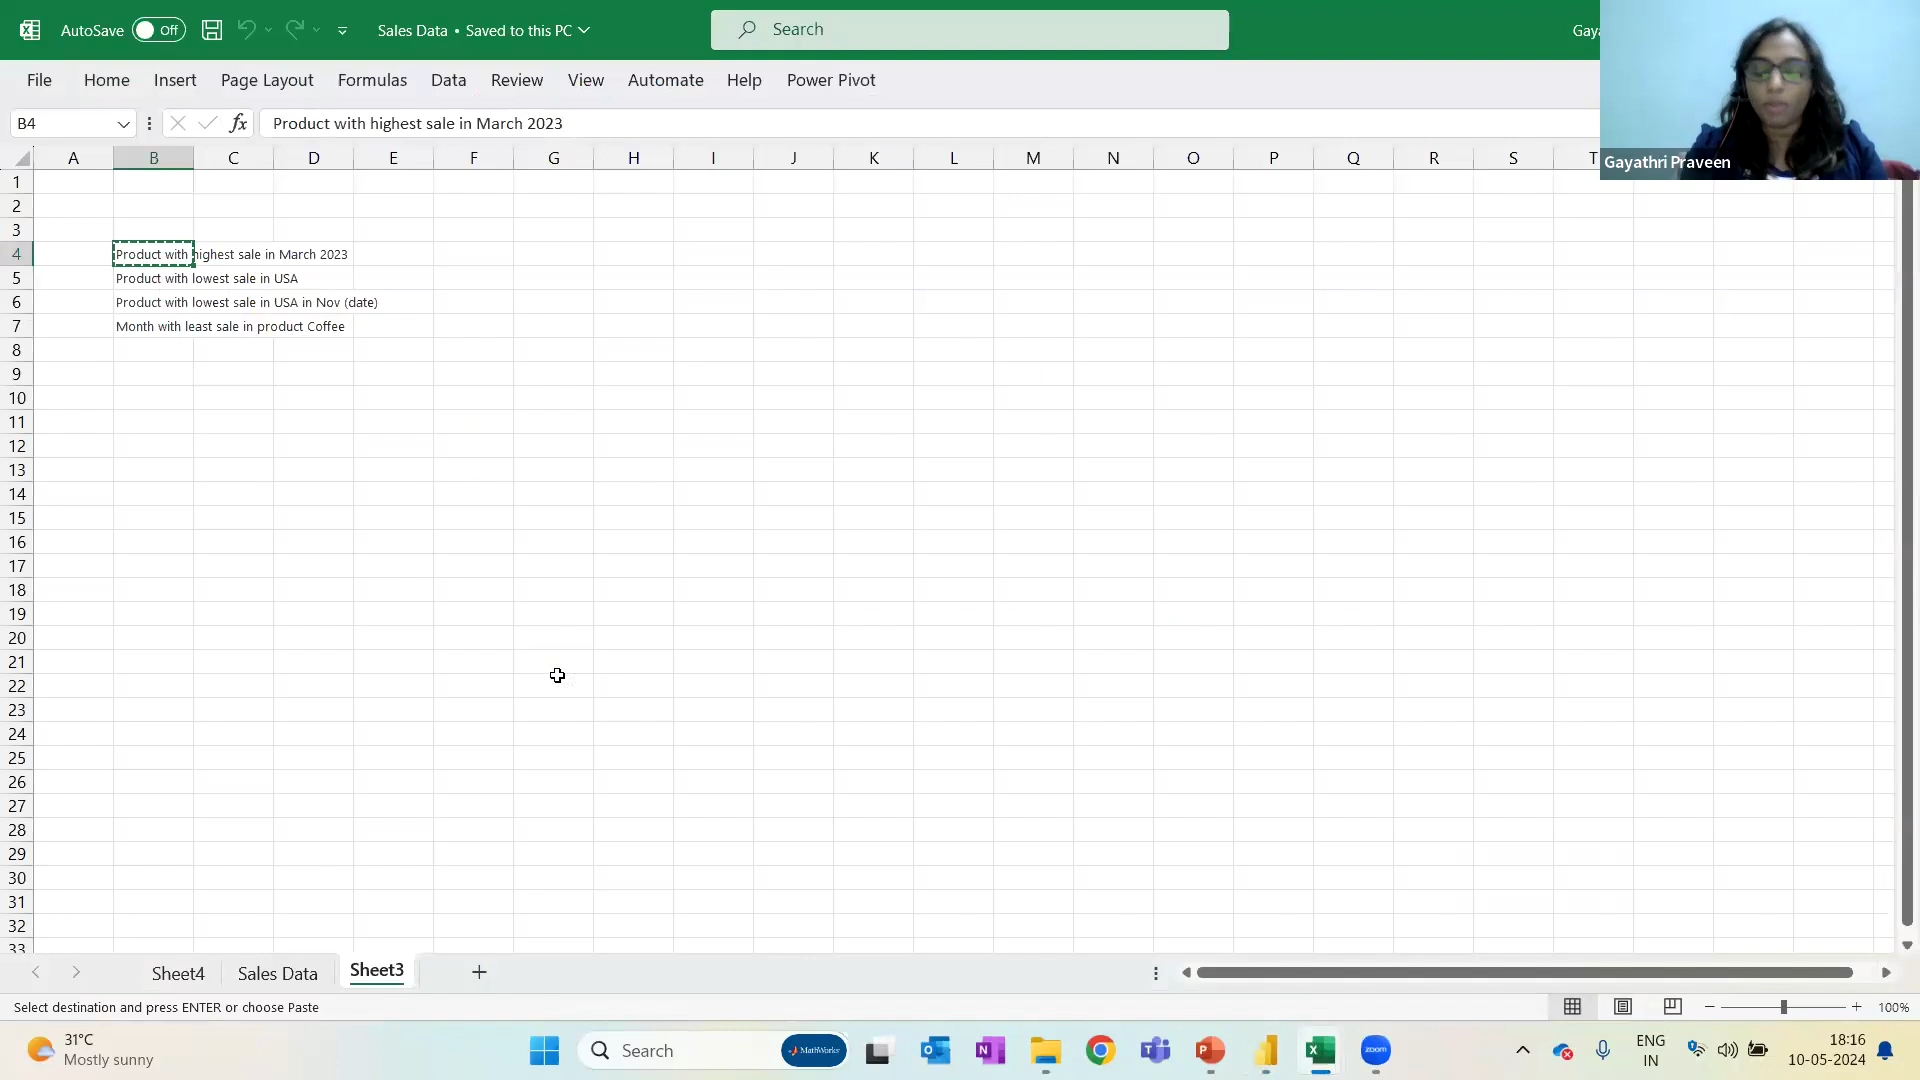 AutoSave Off Sales Data • Saved to this PC Search Gaya
File Home Insert Page Layout Formulas Data Review View Automate Help Power Pivot
B4 fx Product with highest sale in March 2023
Gayathri Praveen
A B C D E F G H I J K L M N O P Q R S T
1
2
3
4 Product with highest sale in March 2023
5 Product with lowest sale in USA
6 Product with lowest sale in USA in Nov (date)
7 Month with least sale in product Coffee
8
9
10
11
12
13
14
15
16
17
18
19
20
21
22
23
24
25
26
27
28
29
30
31
32
33
Sheet4 Sales Data Sheet3
Select destination and press ENTER or choose Paste 100%
31°C
Mostly sunny
Search MathWorks zoom
ENG
IN
18:16
10-05-2024